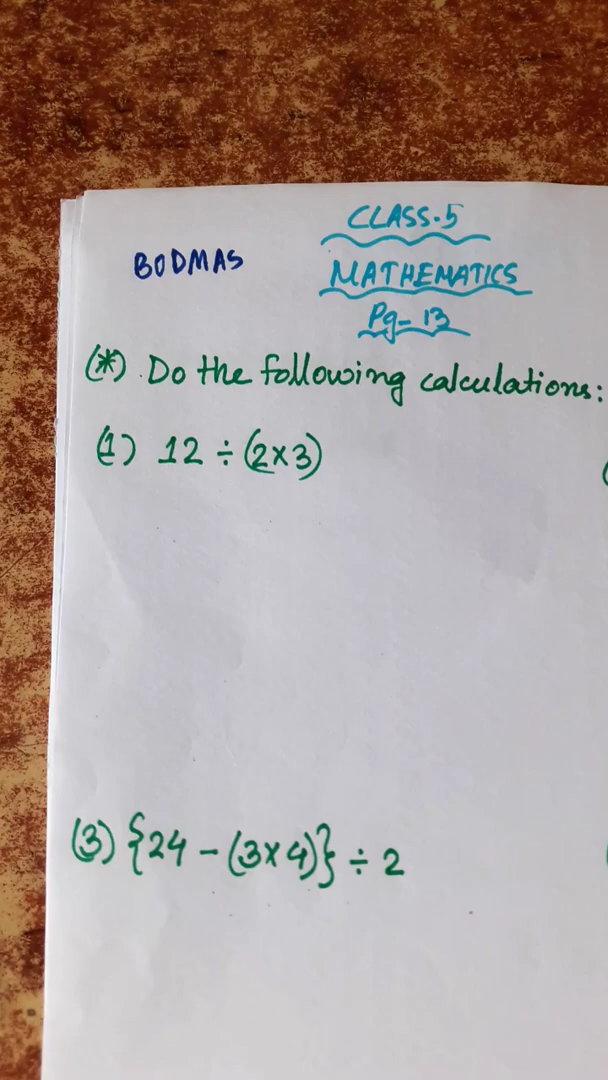 CLASS-5
BODMAS
MATHEMATICS
Pg- 13
(*) Do the following calculations:
(1) 12 ÷ (2×3)
(3) {24 - (3×4)} ÷ 2